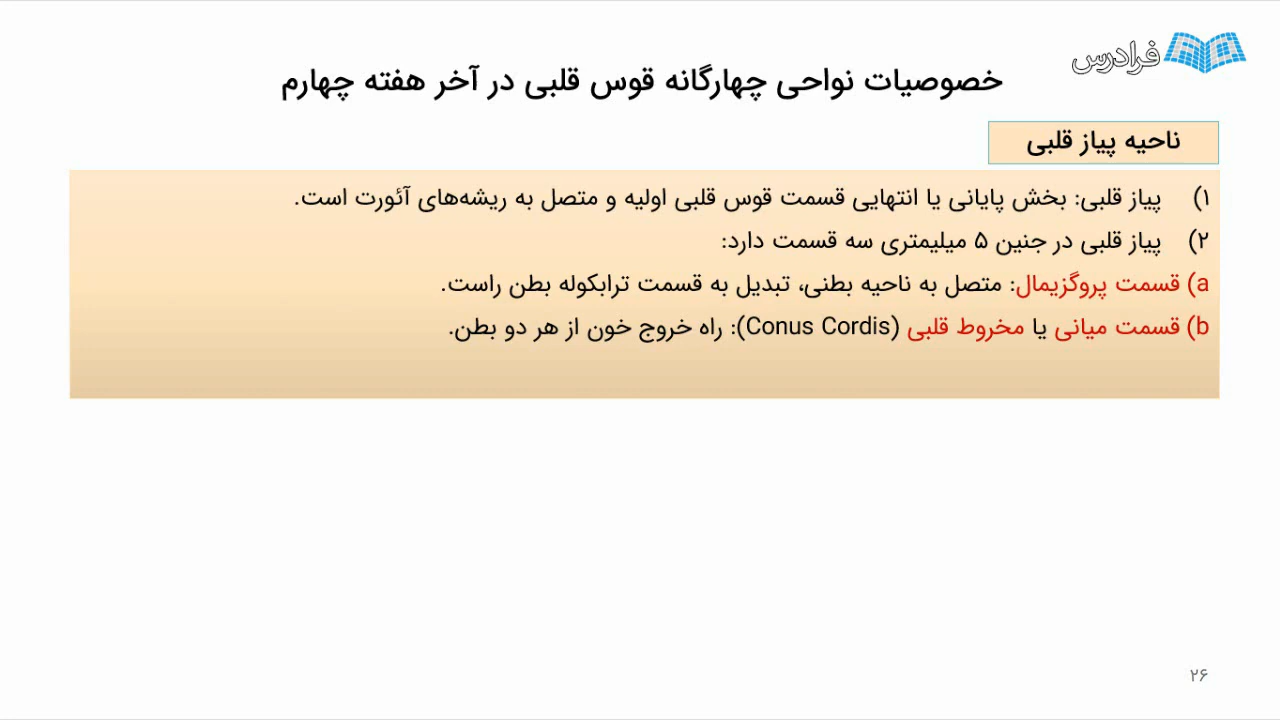 فرادرس
خصوصیات نواحی چهارگانه قوس قلبی در آخر هفته چهارم
ناحیه پیاز قلبی
۱) پیاز قلبی: بخش پایانی یا انتهایی قسمت قوس قلبی اولیه و متصل به ریشه‌های آئورت است.
۲) پیاز قلبی در جنین ۵ میلیمتری سه قسمت دارد:
a) قسمت پروگزیمال: متصل به ناحیه بطنی، تبدیل به قسمت ترابکوله بطن راست.
b) قسمت میانی یا مخروط قلبی (Conus Cordis): راه خروج خون از هر دو بطن.
۲۶